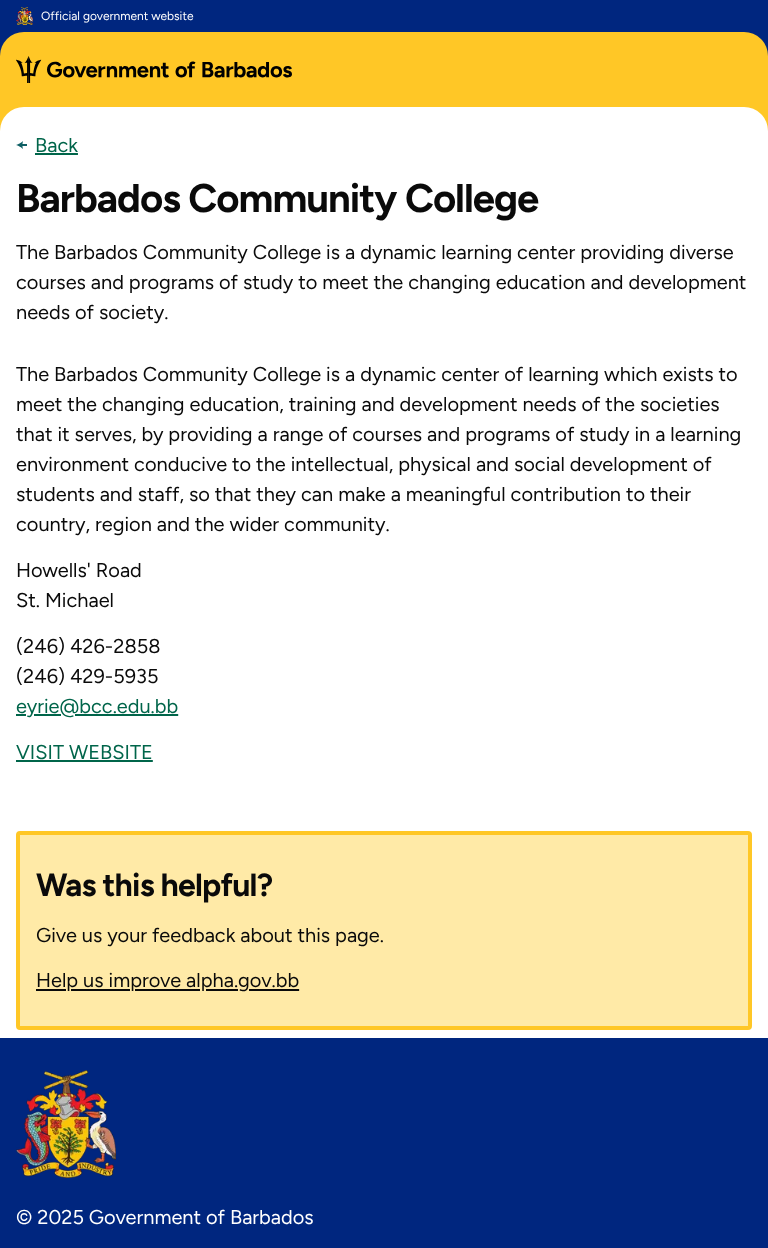 Official government website
Government of Barbados
Back
Barbados Community College
The Barbados Community College is a dynamic learning center providing diverse
courses and programs of study to meet the changing education and development
needs of society.
The Barbados Community College is a dynamic center of learning which exists to
meet the changing education, training and development needs of the societies
that it serves, by providing a range of courses and programs of study in a learning
environment conducive to the intellectual, physical and social development of
students and staff, so that they can make a meaningful contribution to their
country, region and the wider community.
Howells' Road
St. Michael
(246) 426-2858
(246) 429-5935
eyrie@bcc.edu.bb
VISIT WEBSITE
Was this helpful?
Give us your feedback about this page.
Help us improve alpha.gov.bb
PRIDE AND INDUSTRY
© 2025 Government of Barbados